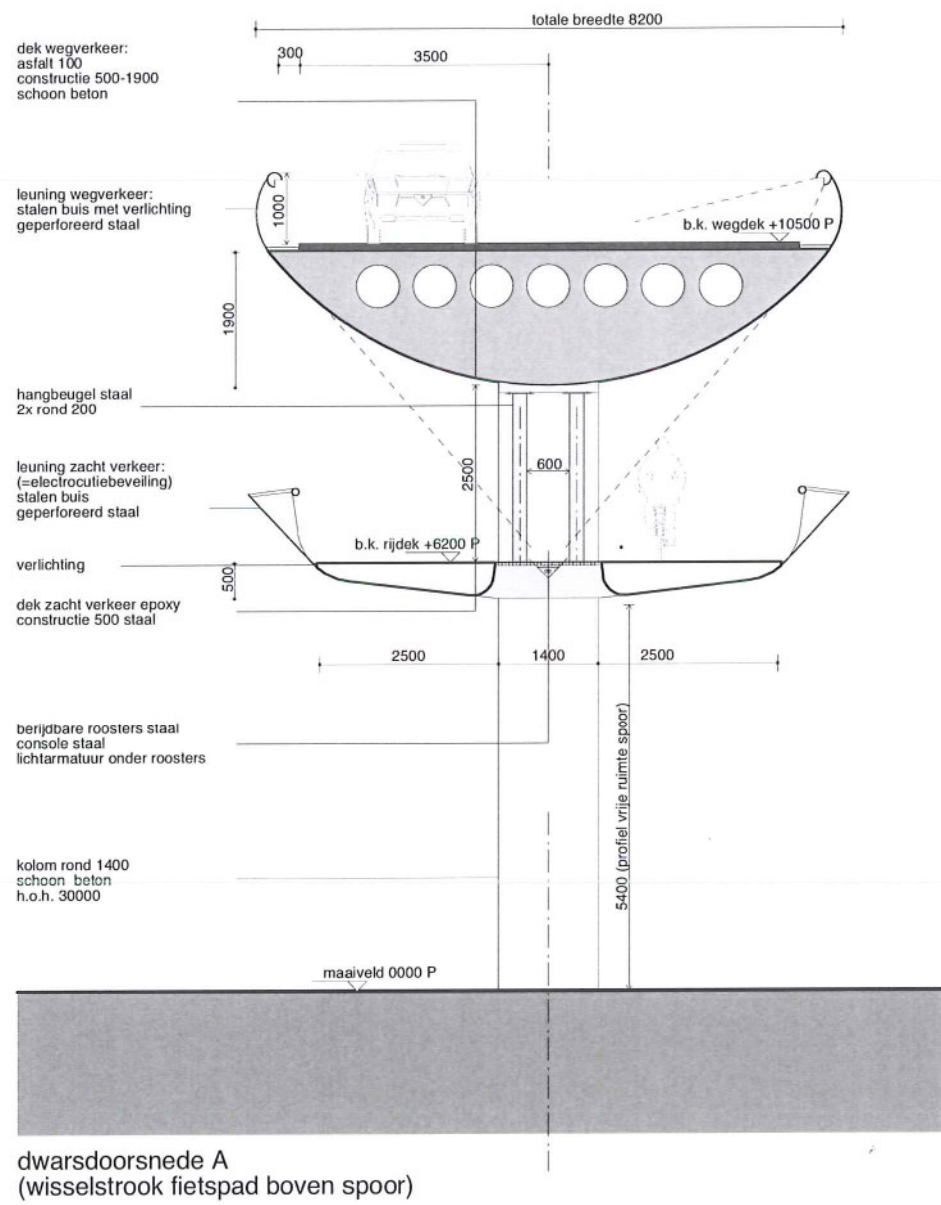 totale breedte 8200
300
3500
dek wegverkeer:
asfalt 100
constructie 500-1900
schoon beton
leuning wegverkeer:
stalen buis met verlichting
geperforeerd staal
1000
b.k. wegdek +10500 P
1900
hangbeugel staal
2x rond 200
2500
600
leuning zacht verkeer:
(=electrocutiebeveiling)
stalen buis
geperforeerd staal
b.k. rijdek +6200 P
verlichting
500
dek zacht verkeer epoxy
constructie 500 staal
2500
1400
2500
berijdbare roosters staal
console staal
lichtarmatuur onder roosters
5400 (profiel vrije ruimte spoor)
kolom rond 1400
schoon beton
h.o.h. 30000
maaiveld 0000 P
dwarsdoorsnede A
(wisselstrook fietspad boven spoor)